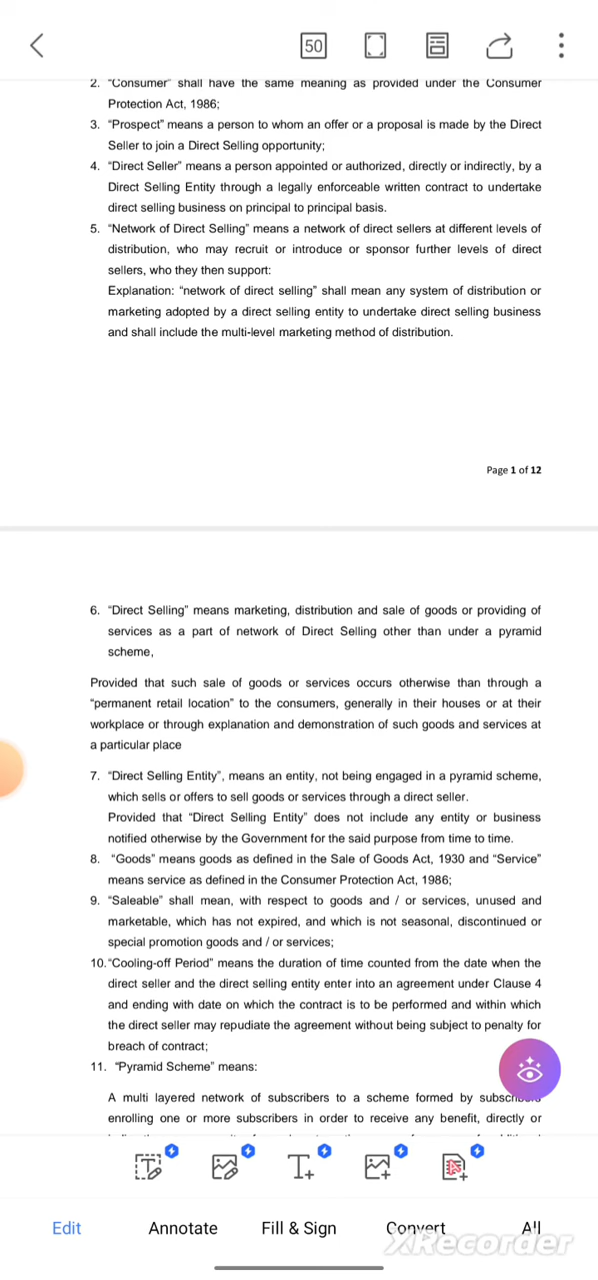 50
2. “Consumer” shall have the same meaning as provided under the Consumer
Protection Act, 1986;
3. “Prospect” means a person to whom an offer or a proposal is made by the Direct
Seller to join a Direct Selling opportunity;
4. “Direct Seller” means a person appointed or authorized, directly or indirectly, by a
Direct Selling Entity through a legally enforceable written contract to undertake
direct selling business on principal to principal basis.
5. “Network of Direct Selling” means a network of direct sellers at different levels of
distribution, who may recruit or introduce or sponsor further levels of direct
sellers, who they then support:
Explanation: “network of direct selling” shall mean any system of distribution or
marketing adopted by a direct selling entity to undertake direct selling business
and shall include the multi-level marketing method of distribution.
Page 1 of 12
6. “Direct Selling” means marketing, distribution and sale of goods or providing of
services as a part of network of Direct Selling other than under a pyramid
scheme,
Provided that such sale of goods or services occurs otherwise than through a
“permanent retail location” to the consumers, generally in their houses or at their
workplace or through explanation and demonstration of such goods and services at
a particular place
7. “Direct Selling Entity”, means an entity, not being engaged in a pyramid scheme,
which sells or offers to sell goods or services through a direct seller.
Provided that “Direct Selling Entity” does not include any entity or business
notified otherwise by the Government for the said purpose from time to time.
8. “Goods” means goods as defined in the Sale of Goods Act, 1930 and “Service”
means service as defined in the Consumer Protection Act, 1986;
9. “Saleable” shall mean, with respect to goods and / or services, unused and
marketable, which has not expired, and which is not seasonal, discontinued or
special promotion goods and / or services;
10. “Cooling-off Period” means the duration of time counted from the date when the
direct seller and the direct selling entity enter into an agreement under Clause 4
and ending with date on which the contract is to be performed and within which
the direct seller may repudiate the agreement without being subject to penalty for
breach of contract;
11. “Pyramid Scheme” means:
A multi layered network of subscribers to a scheme formed by
enrolling one or more subscribers in order to receive any benefit, directly or
Edit Annotate Fill & Sign Convert All
XRecorder